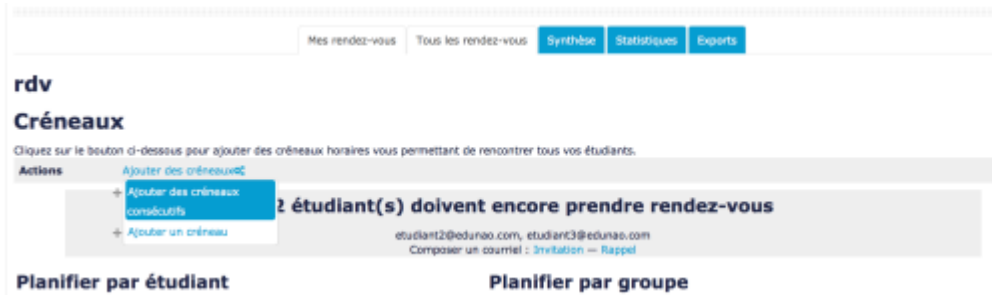 Mes rendez-vous Tous les rendez-vous Synthèse Statistiques Exports
rdv
Créneaux
Cliquez sur le bouton ci-dessous pour ajouter des créneaux horaires vous permettant de rencontrer tous vos étudiants.
Actions Ajouter des créneaux
Ajouter des créneaux
consécutifs
2 étudiant(s) doivent encore prendre rendez-vous
Ajouter un créneau
etudiant2@edunao.com, etudiant3@edunao.com
Composer un courriel : Invitation — Rappel
Planifier par étudiant Planifier par groupe